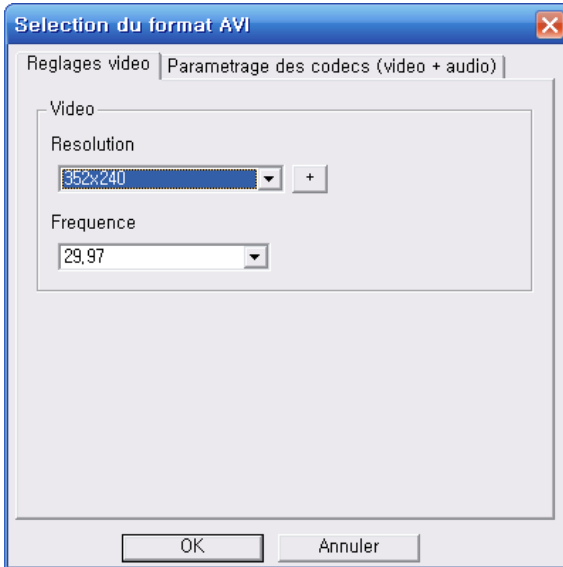 Selection du format AVI
Reglages video
Parametrage des codecs (video + audio)
Video
Resolution
352x240
+
Frequence
29,97
OK
Annuler